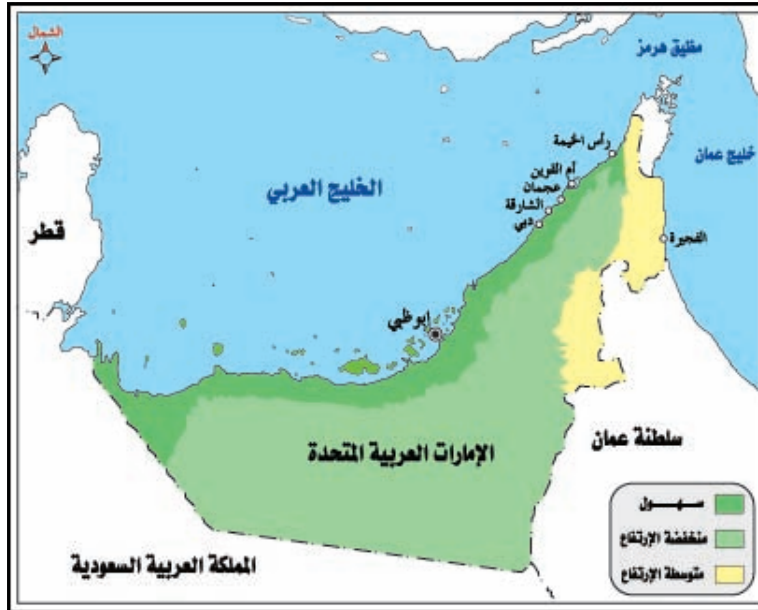 الشمال
مضيق هرمز
خليج عمان
رأس الخيمة
أم القوين
عجمان
الشارقة
دبي
الخليج العربي
قطر
الفجيرة
أبوظبي
سلطنة عمان
الإمارات العربية المتحدة
المملكة العربية السعودية
سهول
منخفضة الإرتفاع
متوسطة الإرتفاع